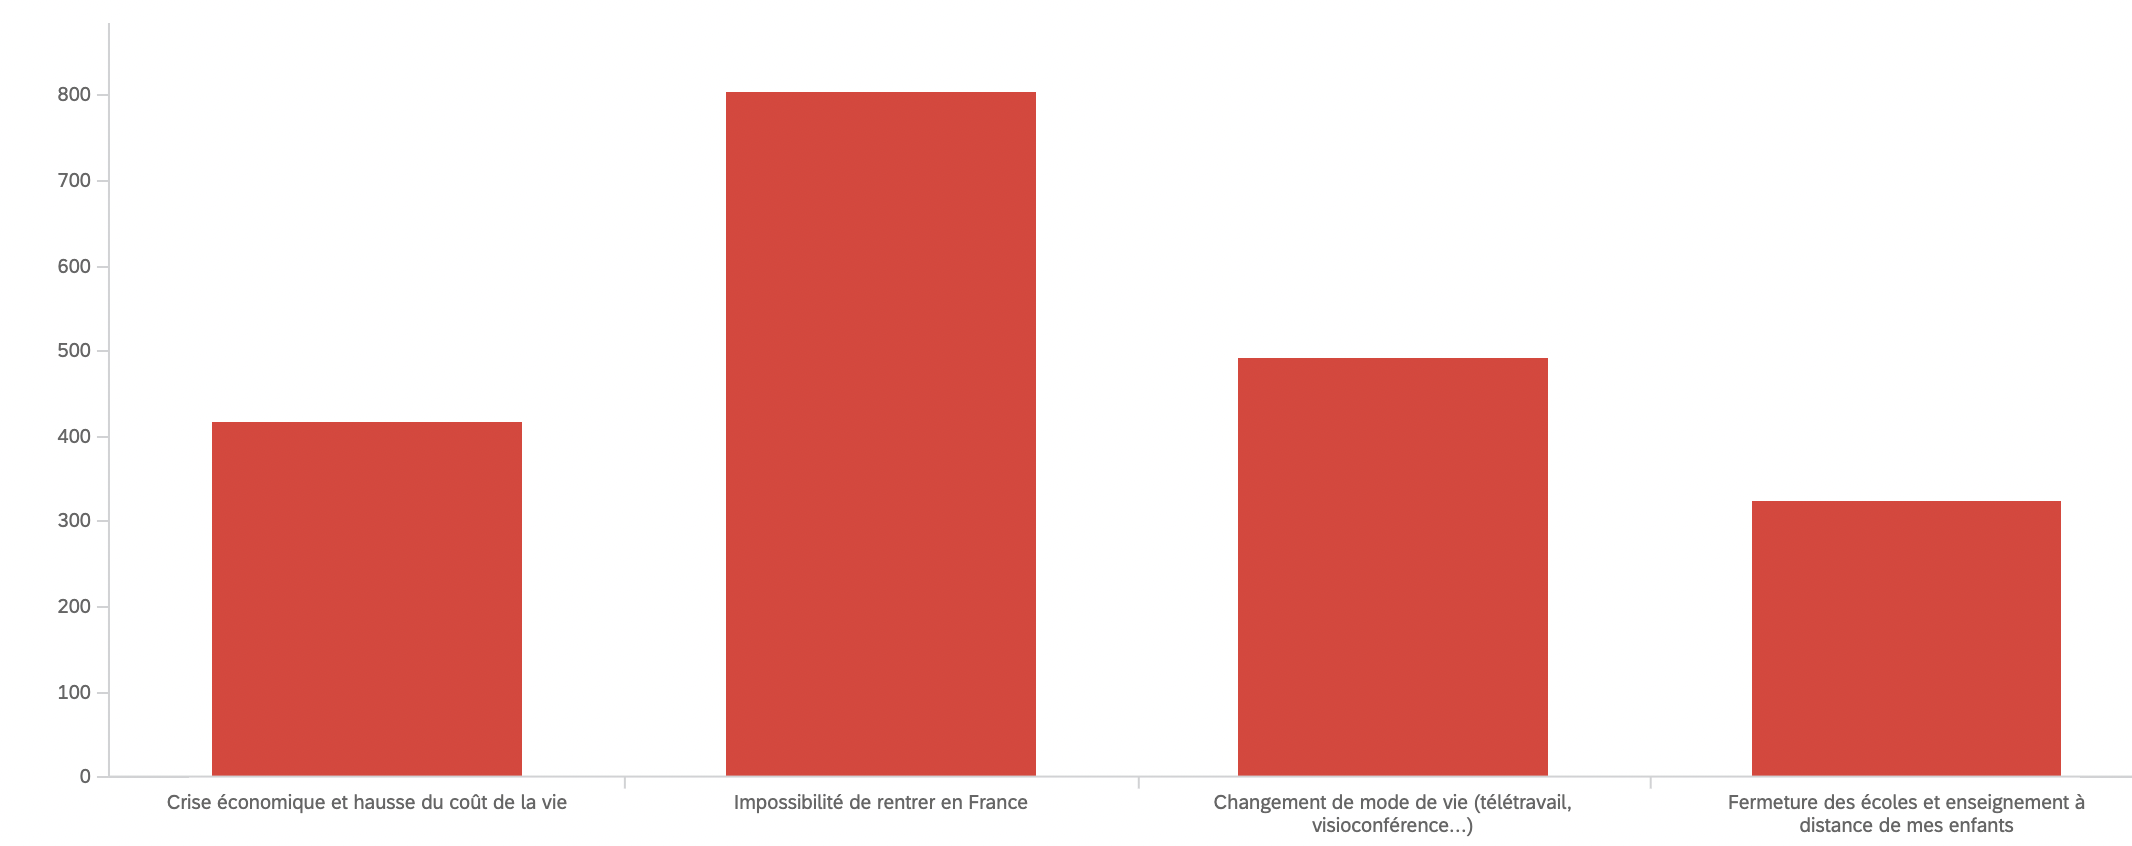 800
700
600
500
400
300
200
100
0
Crise économique et hausse du coût de la vie
Impossibilité de rentrer en France
Changement de mode de vie (télétravail,
visioconférence…)
Fermeture des écoles et enseignement à
distance de mes enfants